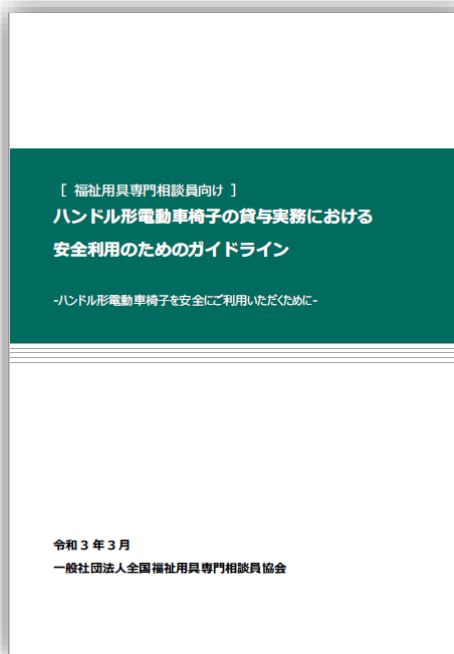 ［ 福祉用具専門相談員向け ］
ハンドル形電動車椅子の貸与実務における
安全利用のためのガイドライン
-ハンドル形電動車椅子を安全にご利用いただくために-
令和３年３月
一般社団法人全国福祉用具専門相談員協会